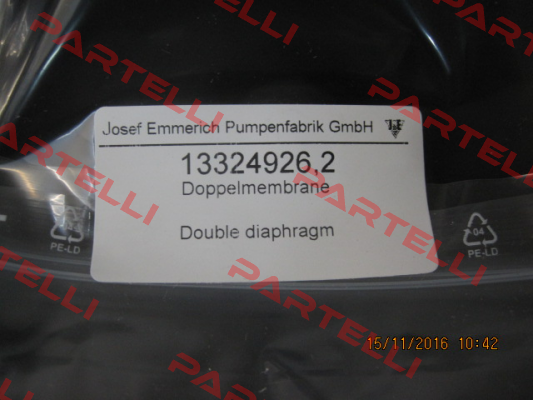 Josef Emmerich Pumpenfabrik GmbH
13324926.2
Doppelmembrane
Double diaphragm
PE-LD
04
PE-LD
15/11/2016 10:42
PARTELLI
PARTELLI
PARTELLI
PARTELLI
PARTELLI
PARTELLI